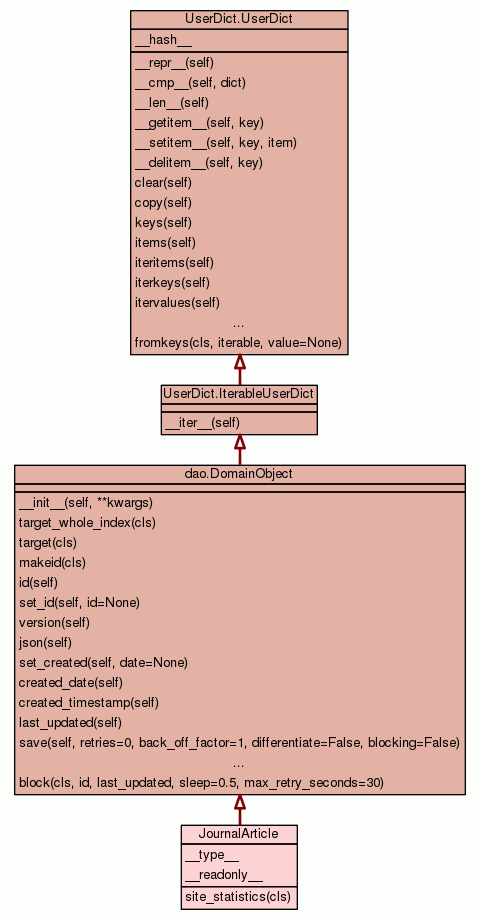 UserDict.UserDict
__hash__
__repr__(self)
__cmp__(self, dict)
__len__(self)
__getitem__(self, key)
__setitem__(self, key, item)
__delitem__(self, key)
clear(self)
copy(self)
keys(self)
items(self)
iteritems(self)
iterkeys(self)
itervalues(self)
...
fromkeys(cls, iterable, value=None)
UserDict.IterableUserDict
__iter__(self)
dao.DomainObject
__init__(self, **kwargs)
target_whole_index(cls)
target(cls)
makeid(cls)
id(self)
set_id(self, id=None)
version(self)
json(self)
set_created(self, date=None)
created_date(self)
created_timestamp(self)
last_updated(self)
save(self, retries=0, back_off_factor=1, differentiate=False, blocking=False)
...
block(cls, id, last_updated, sleep=0.5, max_retry_seconds=30)
JournalArticle
__type__
__readonly__
site_statistics(cls)